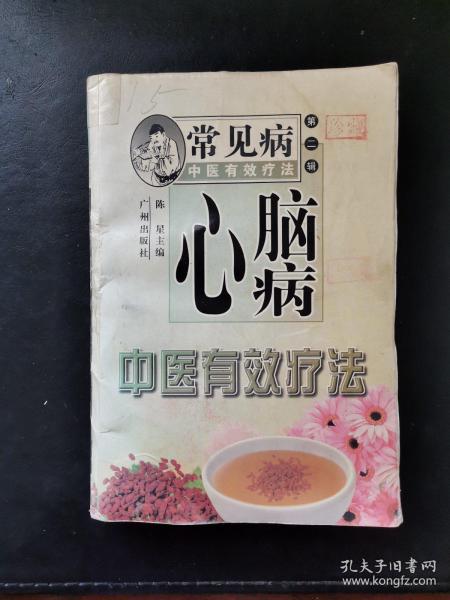 15
常见病
中医有效疗法
第二辑
陈星主编
广州出版社
心脑病
中医有效疗法
孔夫子旧书网
www.kongfz.com